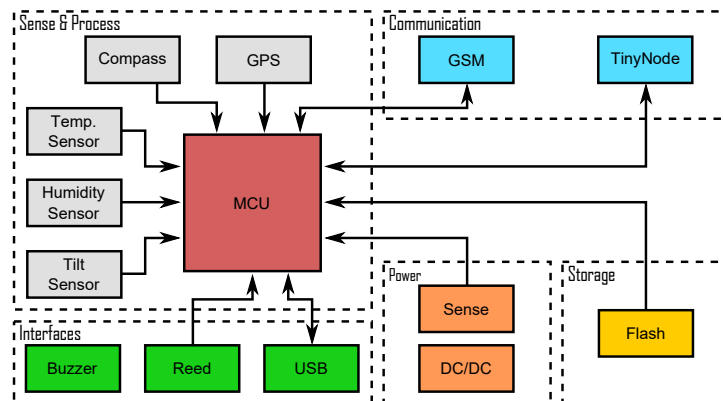 Sense & Process
Communication
Compass
GPS
GSM
TinyNode
Temp.
Sensor
Humidity
Sensor
MCU
Tilt
Sensor
Power
Storage
Sense
Flash
Interfaces
Buzzer
Reed
USB
DC/DC